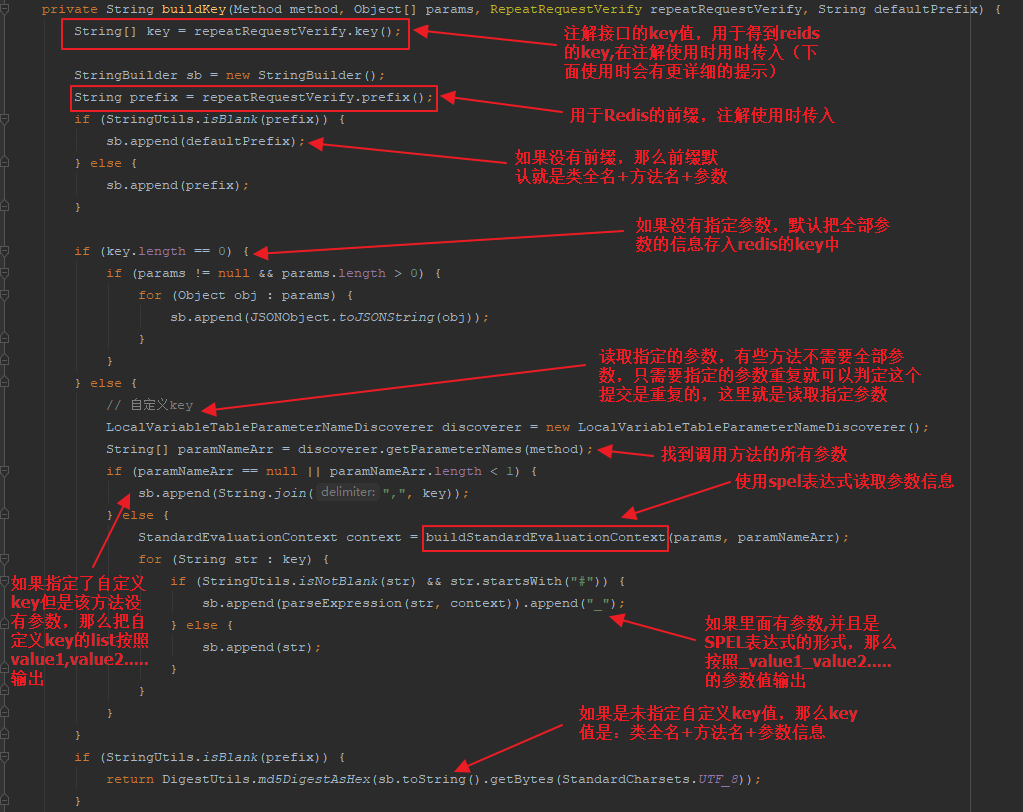 private String buildKey(Method method, Object[] params, RepeatRequestVerify repeatRequestVerify, String defaultPrefix) {
String[] key = repeatRequestVerify.key();
注解接口的key值，用于得到reids
的key,在注解使用时用时传入（下
面使用时会有更详细的提示）
StringBuilder sb = new StringBuilder();
String prefix = repeatRequestVerify.prefix();
用于Redis的前缀，注解使用时传入
if (StringUtils.isBlank(prefix)) {
sb.append(defaultPrefix);
如果没有前缀，那么前缀默
认就是类全名+方法名+参数
} else {
sb.append(prefix);
}
如果没有指定参数，默认把全部参
数的信息存入redis的key中
if (key.length == 0) {
if (params != null && params.length > 0) {
for (Object obj : params) {
sb.append(JSONObject.toJSONString(obj));
}
}
读取指定的参数，有些方法不需要全部参
数，只需要指定的参数重复就可以判定这个
提交是重复的，这里就是读取指定参数
} else {
// 自定义key
LocalVariableTableParameterNameDiscoverer discoverer = new LocalVariableTableParameterNameDiscoverer();
String[] paramNameArr = discoverer.getParameterNames(method);
找到调用方法的所有参数
if (paramNameArr == null || paramNameArr.length < 1) {
使用spel表达式读取参数信息
sb.append(String.join( delimiter: ",", key));
} else {
StandardEvaluationContext context = buildStandardEvaluationContext(params, paramNameArr);
for (String str : key) {
如果指定了自定义
key但是该方法没
有参数，那么把自
定义key的list按照
value1,value2.....
输出
if (StringUtils.isNotBlank(str) && str.startsWith("#")) {
sb.append(parseExpression(str, context)).append("_");
如果里面有参数,并且是
SPEL表达式的形式，那么
按照_value1_value2.....
的参数值输出
} else {
sb.append(str);
}
}
}
如果是未指定自定义key值，那么key
值是：类全名+方法名+参数信息
}
if (StringUtils.isBlank(prefix)) {
return DigestUtils.md5DigestAsHex(sb.toString().getBytes(StandardCharsets.UTF_8));
}